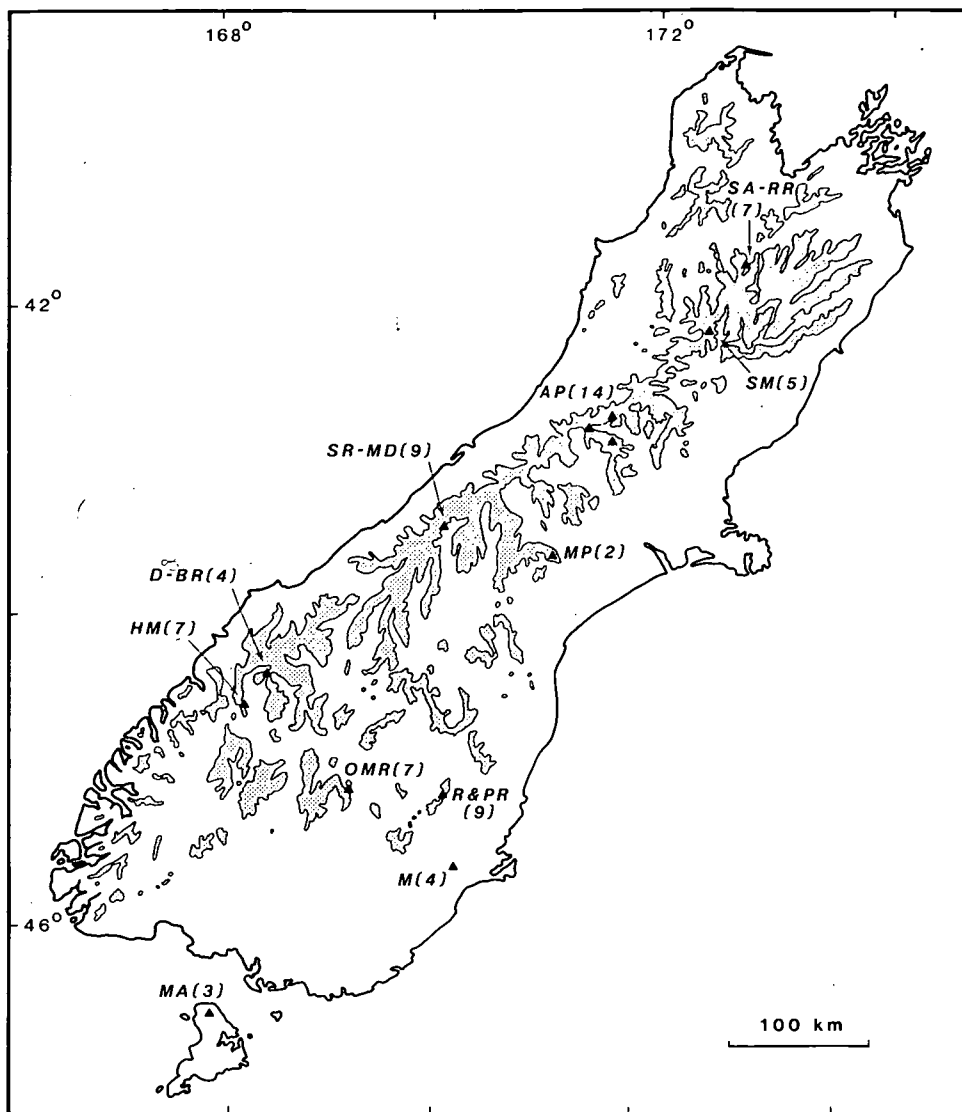 168°
172°
SA-RR
(7)
42°
SM(5)
AP(14)
SR-MD(9)
MP(2)
D-BR(4)
HM(7)
OMR(7)
R&PR
(9)
M(4)
46°
MA(3)
100 km